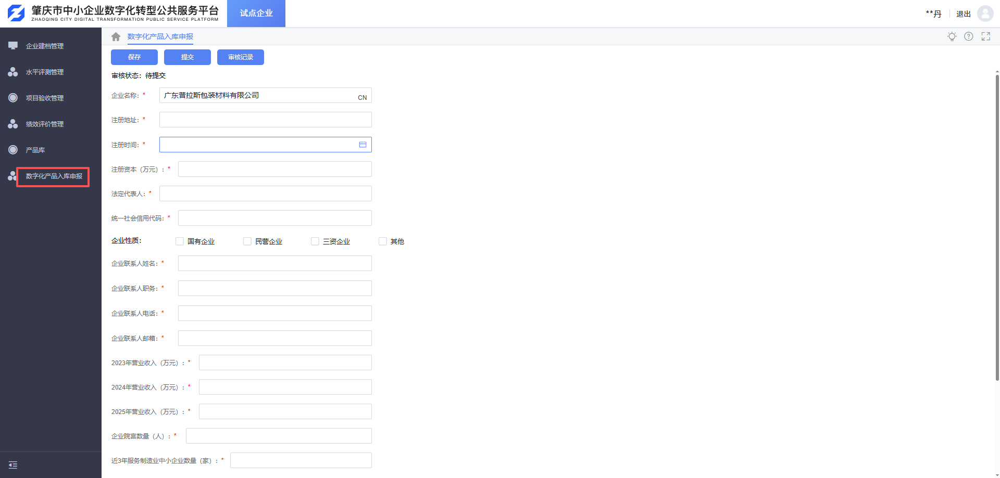 肇庆市中小企业数字化转型公共服务平台
ZHAOQING CITY DIGITAL TRANSFORMATION PUBLIC SERVICE PLATFORM
试点企业
**丹
退出
企业建档管理
水平评测管理
项目验收管理
绩效评价管理
产品库
数字化产品入库申报
数字化产品入库申报
保存
提交
审核记录
审核状态：待提交
企业名称：*
广东普拉斯包装材料有限公司
CN
注册地址：*
注册时间：*
注册资本（万元）：*
法定代表人：*
统一社会信用代码：*
企业性质：
国有企业
民营企业
三资企业
其他
企业联系人姓名：*
企业联系人职务：*
企业联系人电话：*
企业联系人邮箱：*
2023年营业收入（万元）：*
2024年营业收入（万元）：*
2025年营业收入（万元）：*
企业院宫数量（人）：*
近3年服务制造业中小企业数量（家）：*